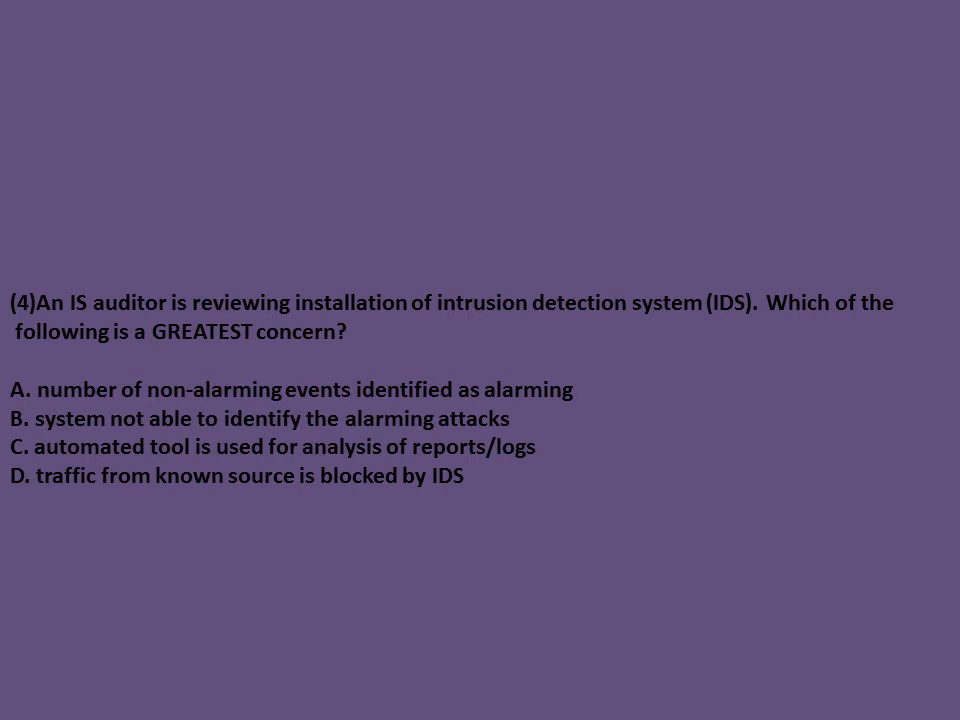 (4)An IS auditor is reviewing installation of intrusion detection system (IDS). Which of the
following is a GREATEST concern?
A. number of non-alarming events identified as alarming
B. system not able to identify the alarming attacks
C. automated tool is used for analysis of reports/logs
D. traffic from known source is blocked by IDS